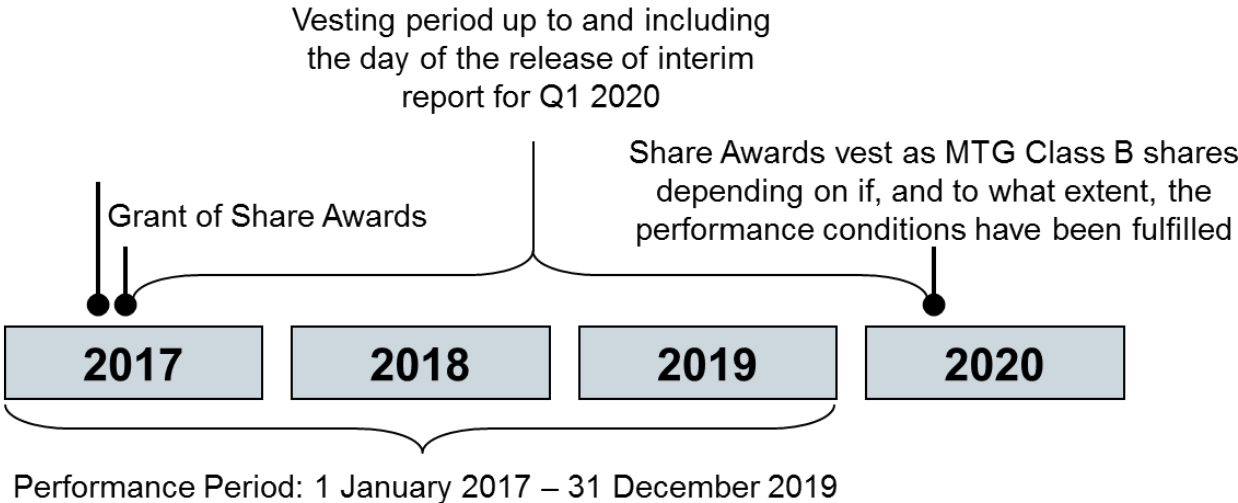 Vesting period up to and including
the day of the release of interim
report for Q1 2020
Share Awards vest as MTG Class B shares
depending on if, and to what extent, the
performance conditions have been fulfilled
Grant of Share Awards
2017
2018
2019
2020
Performance Period: 1 January 2017 – 31 December 2019